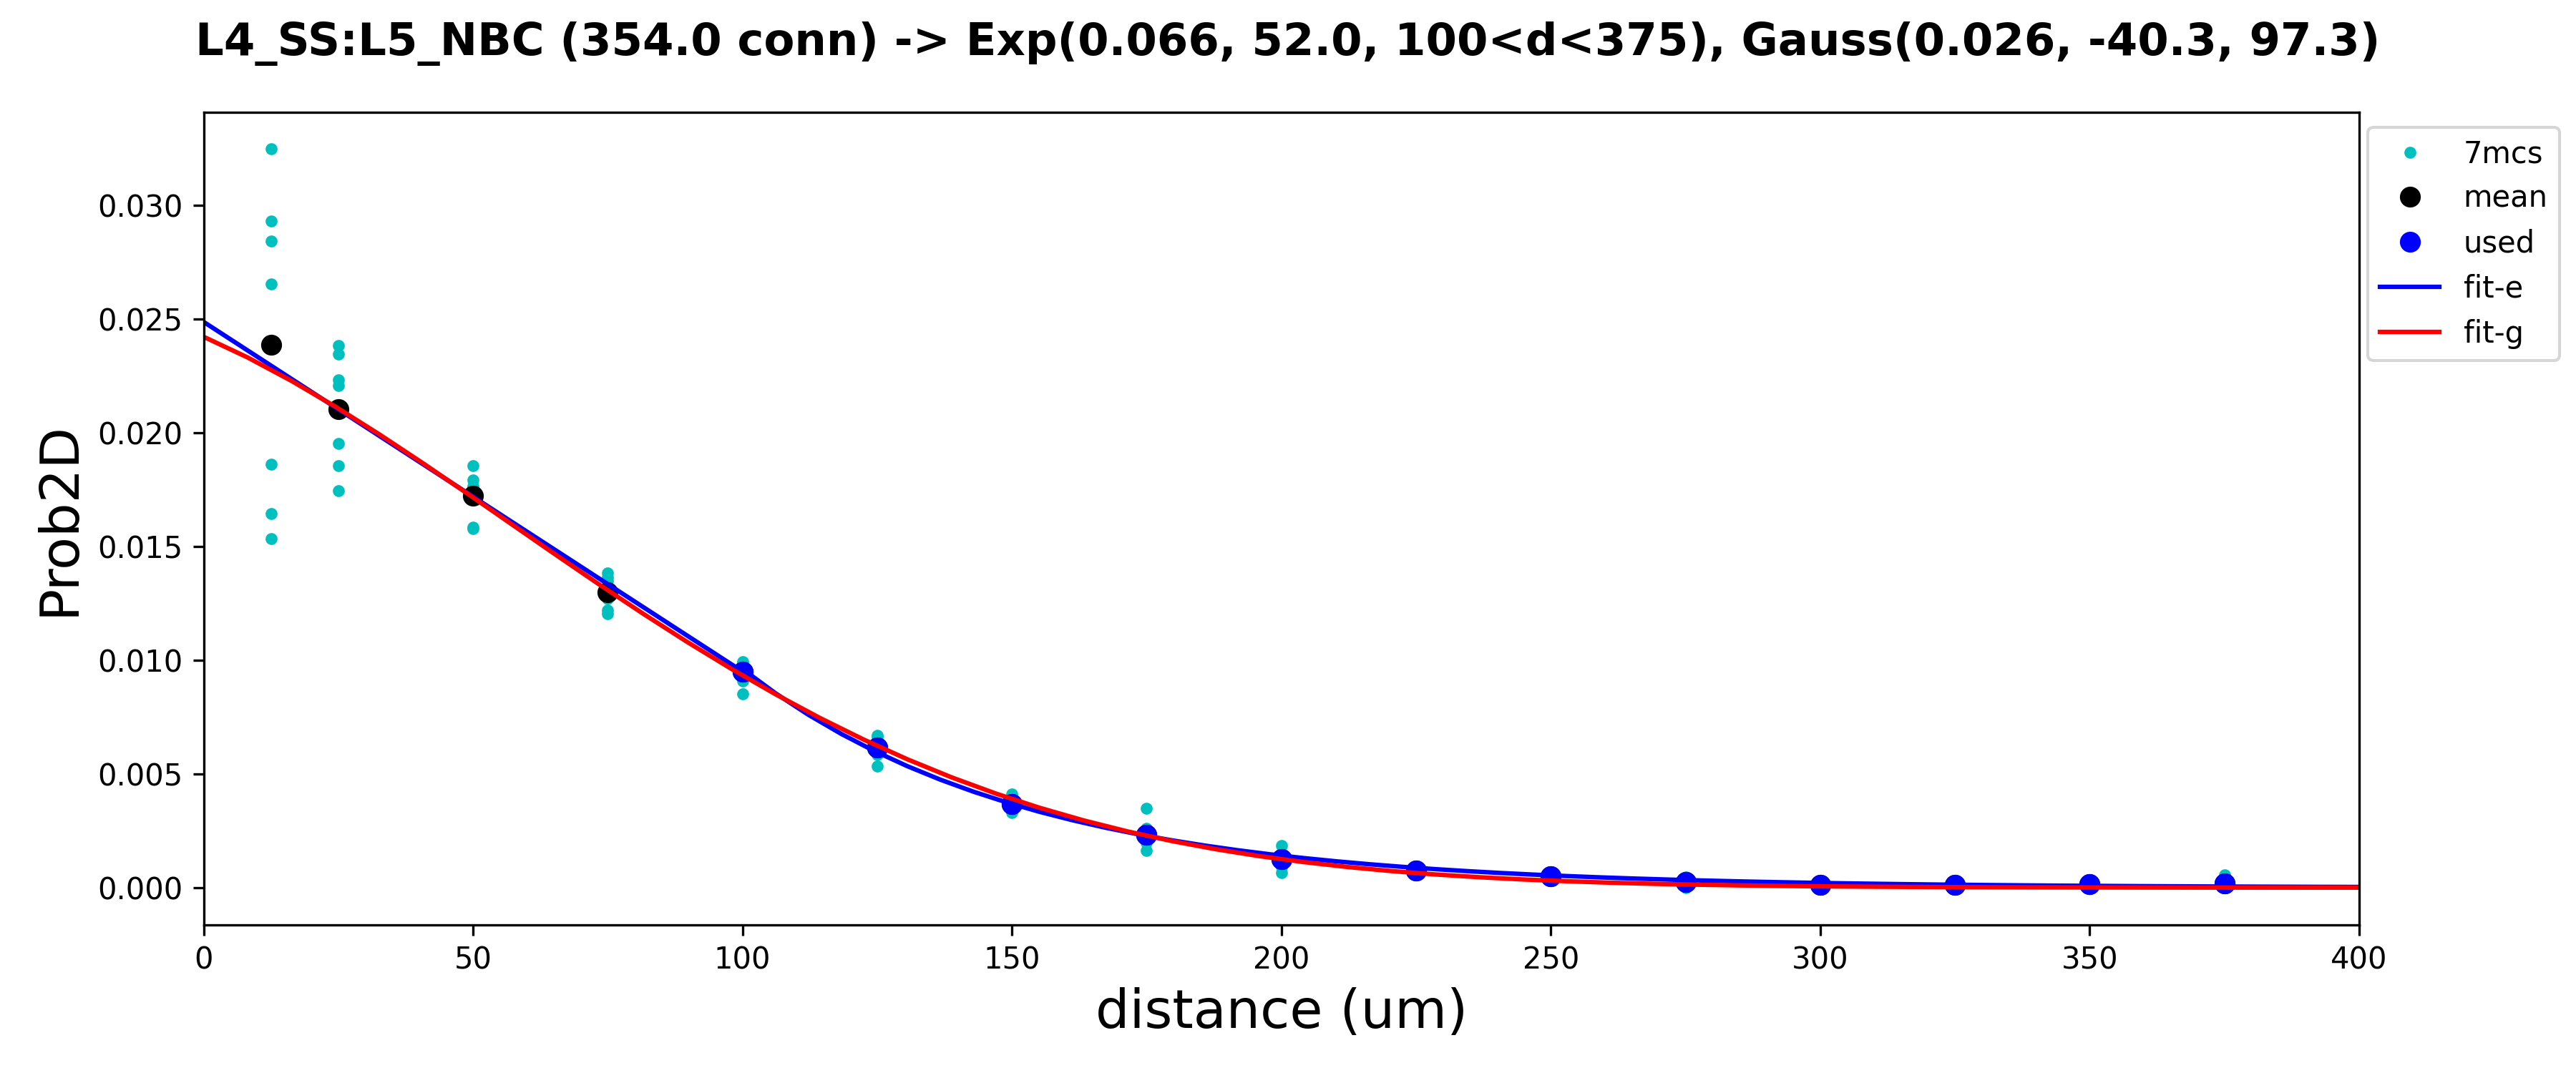 L4_SS:L5_NBC (354.0 conn) -> Exp(0.066, 52.0, 100<d<375), Gauss(0.026, -40.3, 97.3)
7mcs
mean
used
fit-e
fit-g
Prob2D
0.030
0.025
0.020
0.015
0.010
0.005
0.000
0 50 100 150 200 250 300 350 400
distance (um)